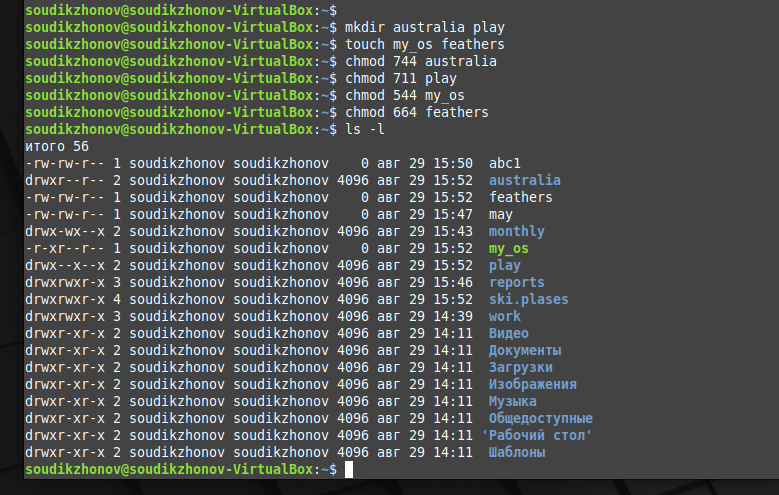 soudikzhonov@soudikzhonov-VirtualBox:~$
soudikzhonov@soudikzhonov-VirtualBox:~$ mkdir australia play
soudikzhonov@soudikzhonov-VirtualBox:~$ touch my_os feathers
soudikzhonov@soudikzhonov-VirtualBox:~$ chmod 744 australia
soudikzhonov@soudikzhonov-VirtualBox:~$ chmod 711 play
soudikzhonov@soudikzhonov-VirtualBox:~$ chmod 544 my_os
soudikzhonov@soudikzhonov-VirtualBox:~$ chmod 664 feathers
soudikzhonov@soudikzhonov-VirtualBox:~$ ls -l
итого 56
-rw-rw-r-- 1 soudikzhonov soudikzhonov    0 авг 29 15:50  abc1
drwxr--r-- 2 soudikzhonov soudikzhonov 4096 авг 29 15:52  australia
-rw-rw-r-- 1 soudikzhonov soudikzhonov    0 авг 29 15:52  feathers
-rw-rw-r-- 1 soudikzhonov soudikzhonov    0 авг 29 15:47  may
drwx-wx--x 2 soudikzhonov soudikzhonov 4096 авг 29 15:43  monthly
-r-xr--r-- 1 soudikzhonov soudikzhonov    0 авг 29 15:52  my_os
drwx--x--x 2 soudikzhonov soudikzhonov 4096 авг 29 15:52  play
drwxrwxr-x 3 soudikzhonov soudikzhonov 4096 авг 29 15:46  reports
drwxrwxr-x 4 soudikzhonov soudikzhonov 4096 авг 29 15:52  ski.plases
drwxrwxr-x 3 soudikzhonov soudikzhonov 4096 авг 29 14:39  work
drwxr-xr-x 2 soudikzhonov soudikzhonov 4096 авг 29 14:11  Видео
drwxr-xr-x 2 soudikzhonov soudikzhonov 4096 авг 29 14:11  Документы
drwxr-xr-x 2 soudikzhonov soudikzhonov 4096 авг 29 14:11  Загрузки
drwxr-xr-x 2 soudikzhonov soudikzhonov 4096 авг 29 14:11  Изображения
drwxr-xr-x 2 soudikzhonov soudikzhonov 4096 авг 29 14:11  Музыка
drwxr-xr-x 2 soudikzhonov soudikzhonov 4096 авг 29 14:11  Общедоступные
drwxr-xr-x 2 soudikzhonov soudikzhonov 4096 авг 29 14:11 'Рабочий стол'
drwxr-xr-x 2 soudikzhonov soudikzhonov 4096 авг 29 14:11  Шаблоны
soudikzhonov@soudikzhonov-VirtualBox:~$